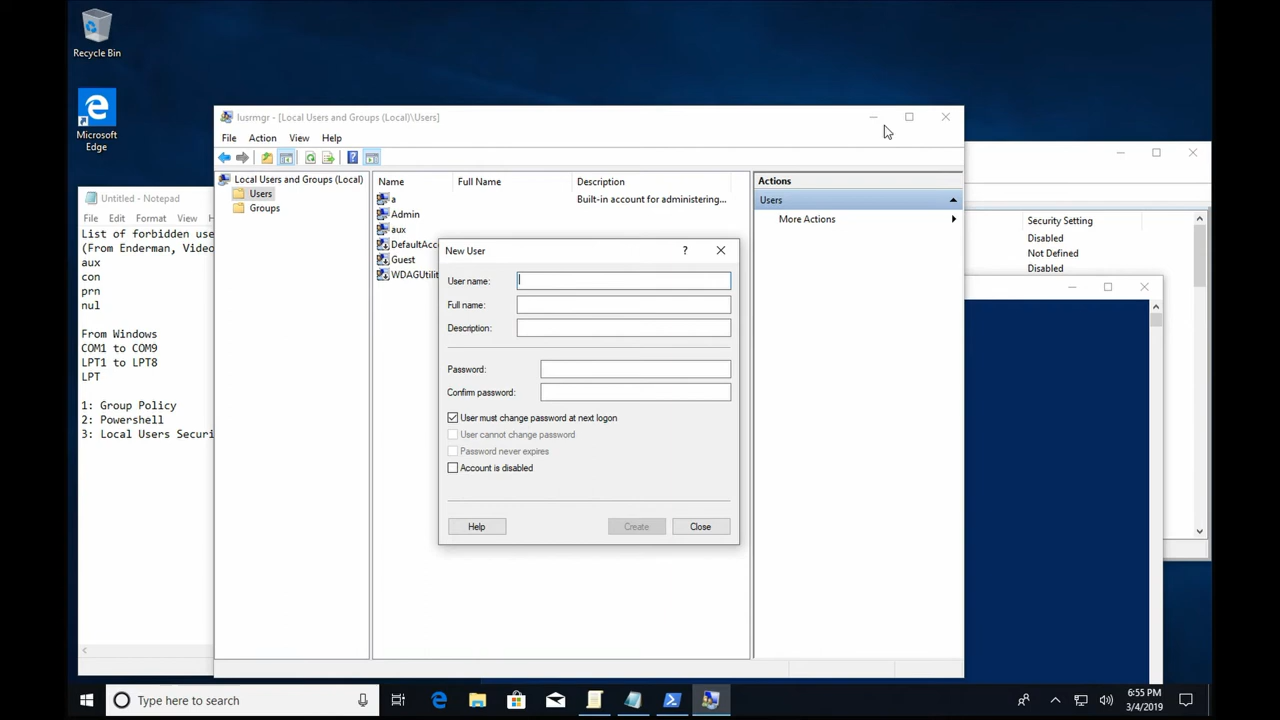 Recycle Bin
Microsoft
Edge
Untitled - Notepad
File Edit Format View H
List of forbidden use
(From Enderman, Video
aux
con
prn
nul
From Windows
COM1 to COM9
LPT1 to LPT8
LPT
1: Group Policy
2: Powershell
3: Local Users Securi
lusrmgr - [Local Users and Groups (Local)\Users]
File Action View Help
Local Users and Groups (Local)
Users
Groups
Name Full Name Description
a Built-in account for administering...
Admin
aux
DefaultAcc
Guest
WDAGUtilit
Actions
Users
More Actions
New User
?
User name:
Full name:
Description:
Password:
Confirm password:
User must change password at next logon
User cannot change password
Password never expires
Account is disabled
Help Create Close
Security Setting
Disabled
Not Defined
Disabled
Type here to search
6:55 PM
3/4/2019